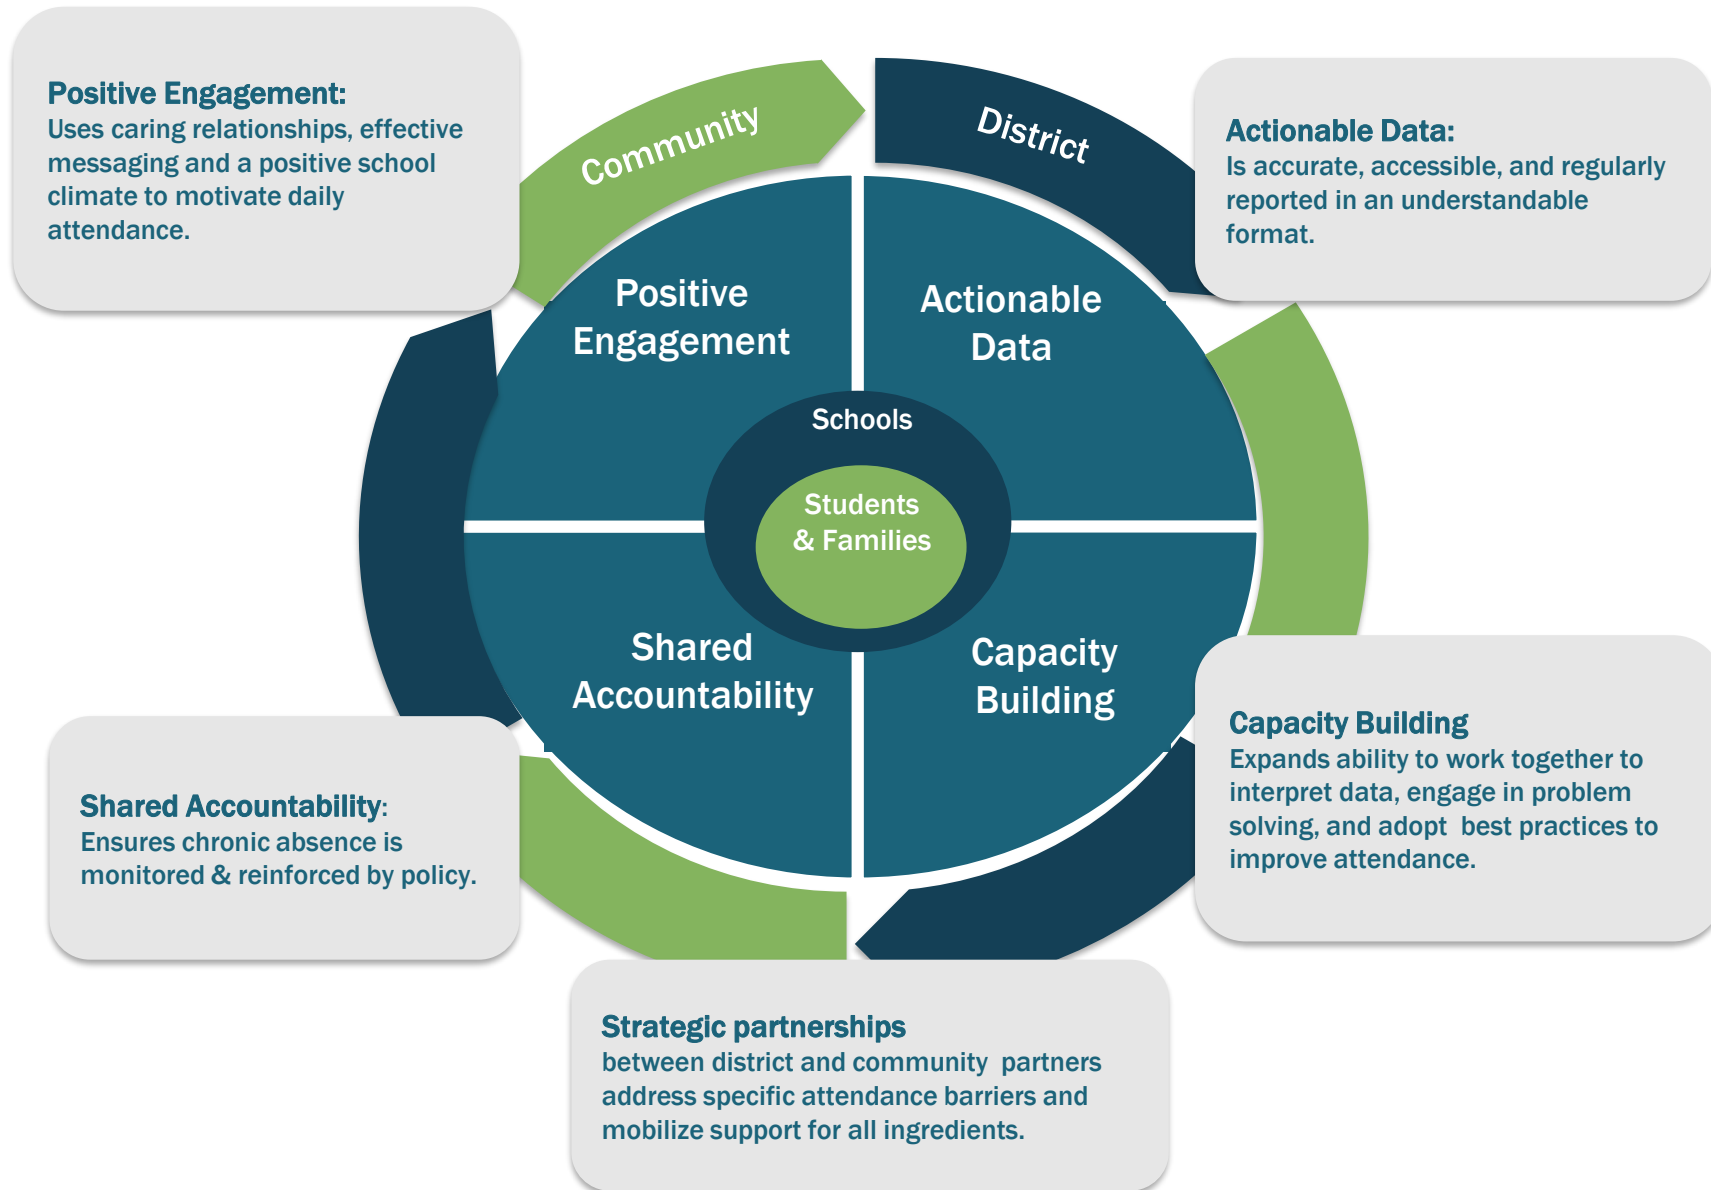 Positive Engagement:
Uses caring relationships, effective
messaging and a positive school
climate to motivate daily
attendance.
Community
District
Actionable Data:
Is accurate, accessible, and regularly
reported in an understandable
format.
Positive
Engagement
Actionable
Data
Schools
Students
& Families
Shared
Accountability
Capacity
Building
Shared Accountability:
Ensures chronic absence is
monitored & reinforced by policy.
Capacity Building
Expands ability to work together to
interpret data, engage in problem
solving, and adopt  best practices to
improve attendance.
Strategic partnerships
between district and community  partners
address specific attendance barriers and
mobilize support for all ingredients.